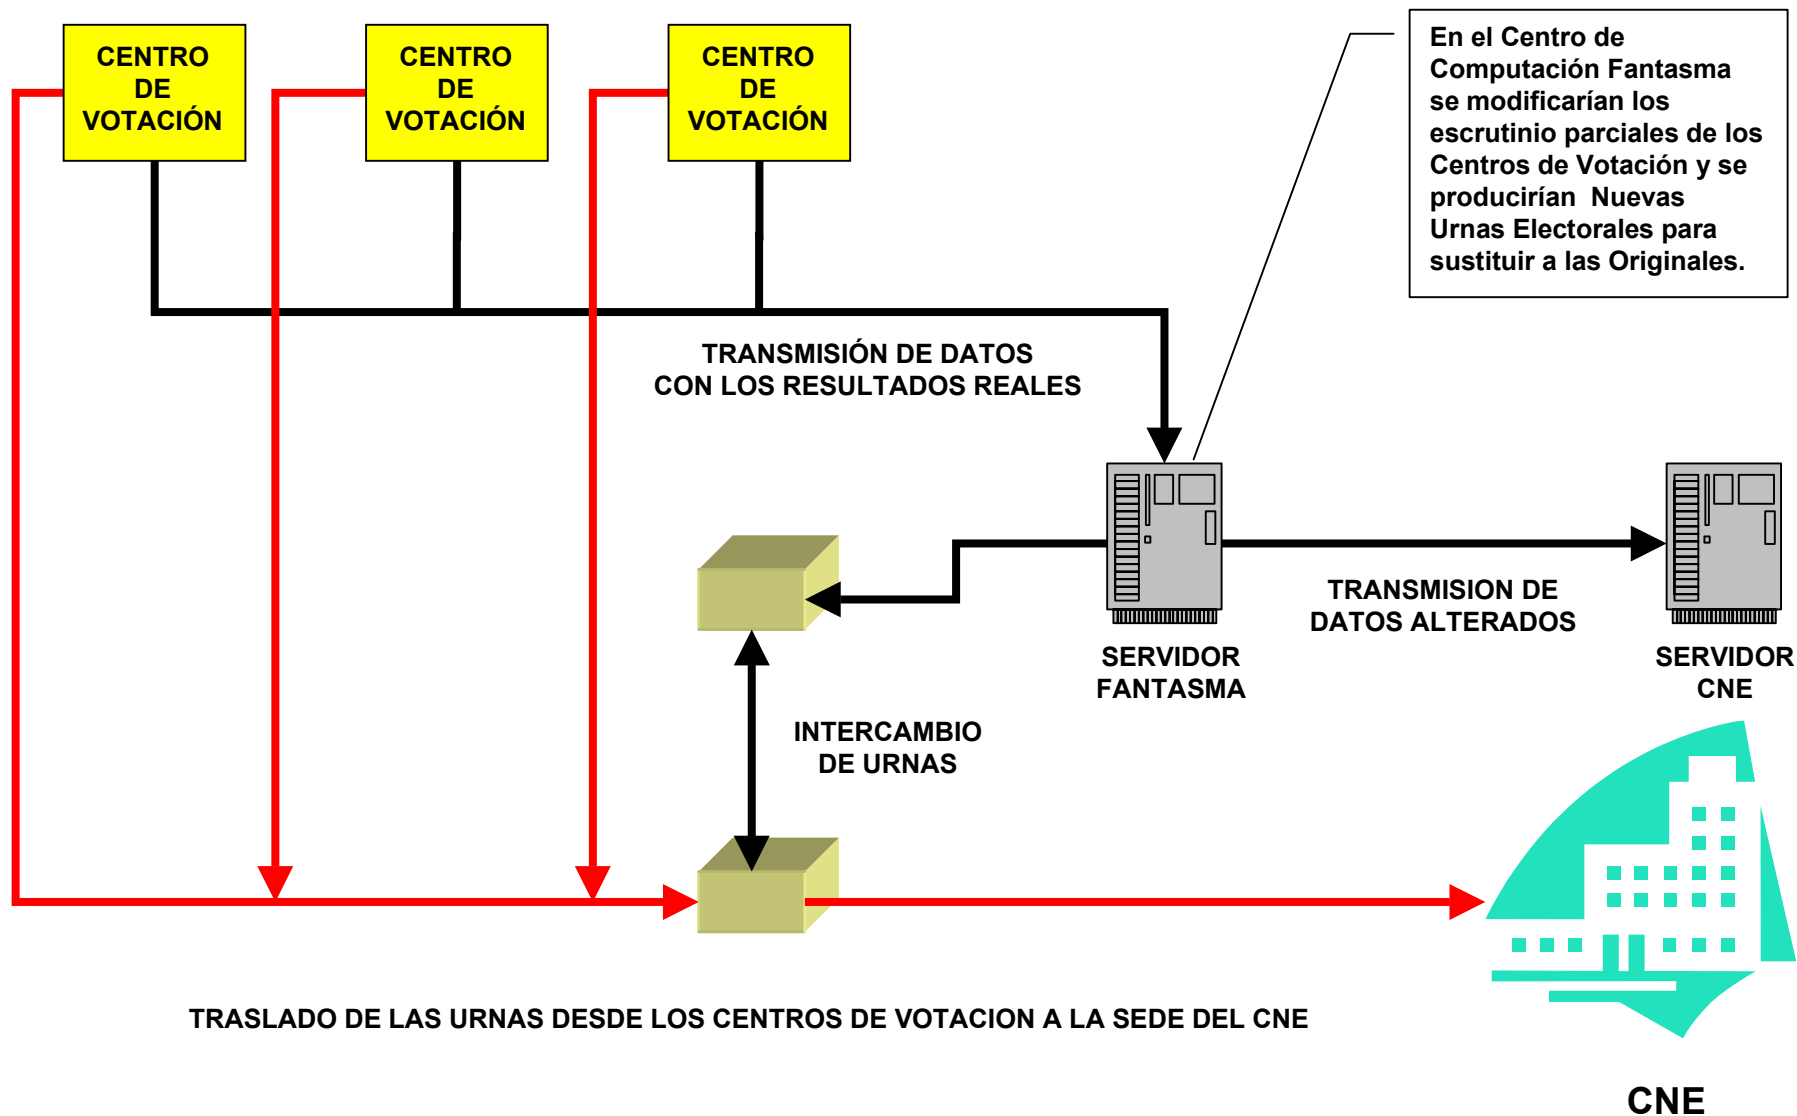 CENTRO
DE
VOTACIÓN
CENTRO
DE
VOTACIÓN
CENTRO
DE
VOTACIÓN
En el Centro de
Computación Fantasma
se modificarían los
escrutinio parciales de los
Centros de Votación y se
producirían Nuevas
Urnas Electorales para
sustituir a las Originales.
TRANSMISIÓN DE DATOS
CON LOS RESULTADOS REALES
TRANSMISION DE
DATOS ALTERADOS
SERVIDOR
FANTASMA
SERVIDOR
CNE
INTERCAMBIO
DE URNAS
TRASLADO DE LAS URNAS DESDE LOS CENTROS DE VOTACION A LA SEDE DEL CNE
CNE